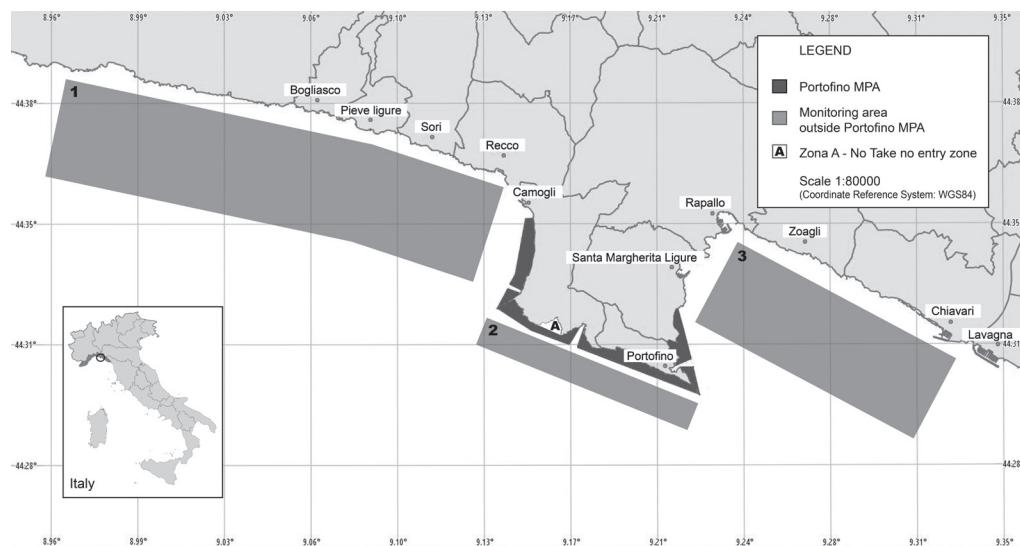 8.96° 8.99° 9.03° 9.06° 9.10° 9.13° 9.17° 9.21° 9.24° 9.28° 9.31° 9.35°
LEGEND
Portofino MPA
Monitoring area
outside Portofino MPA
A Zona A - No Take no entry zone
Scale 1:80000
(Coordinate Reference System: WGS84)
1
Bogliasco
44.38° 44.38°
Pieve ligure
Sori
Recco
Camogli
Rapallo
44.35° 44.35°
Zoagli
Santa Margherita Ligure
3
Chiavari
A
2
Lavagna
44.31° 44.31°
Portofino
44.28° 44.28°
Italy
8.96° 8.99° 9.03° 9.06° 9.10° 9.13° 9.17° 9.21° 9.24° 9.28° 9.31° 9.35°